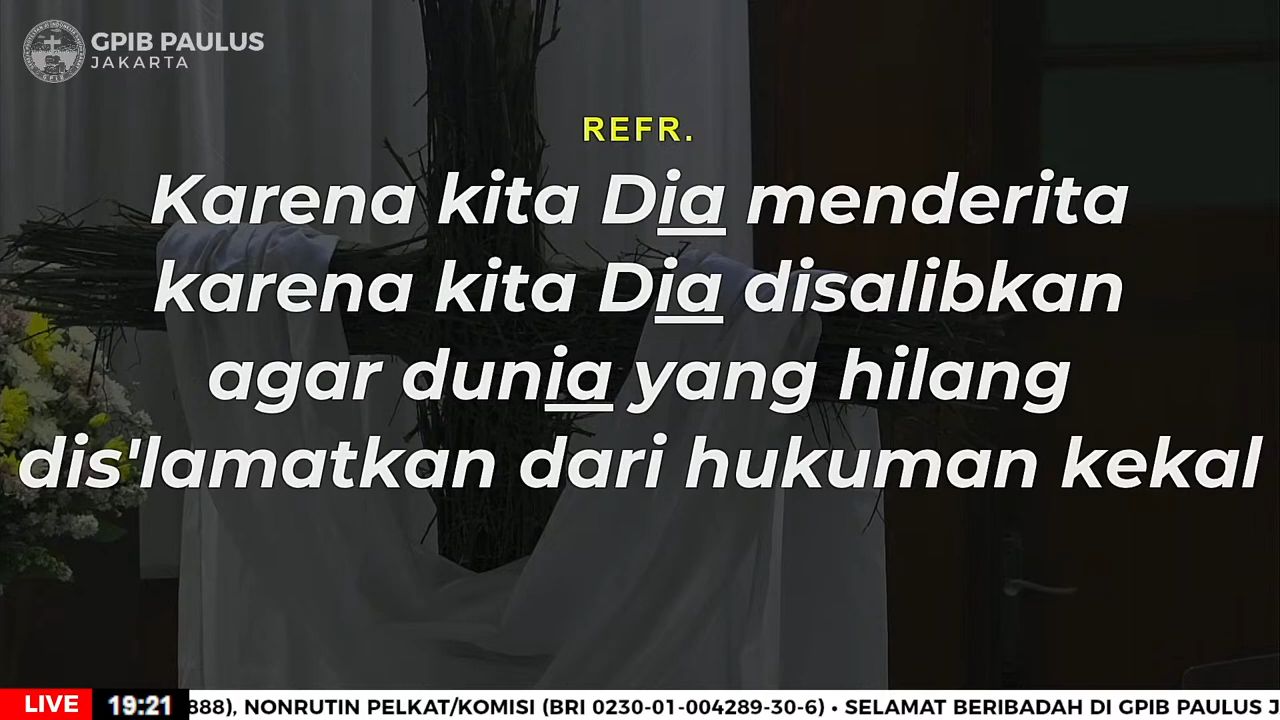 GPIB PAULUS
JAKARTA
REFR.
Karena kita Dia menderita
karena kita Dia disalibkan
agar dunia yang hilang
dis'lamatkan dari hukuman kekal
LIVE 19:21 888), NONRUTIN PELKAT/KOMISI (BRI 0230-01-004289-30-6) • SELAMAT BERIBADAH DI GPIB PAULUS J